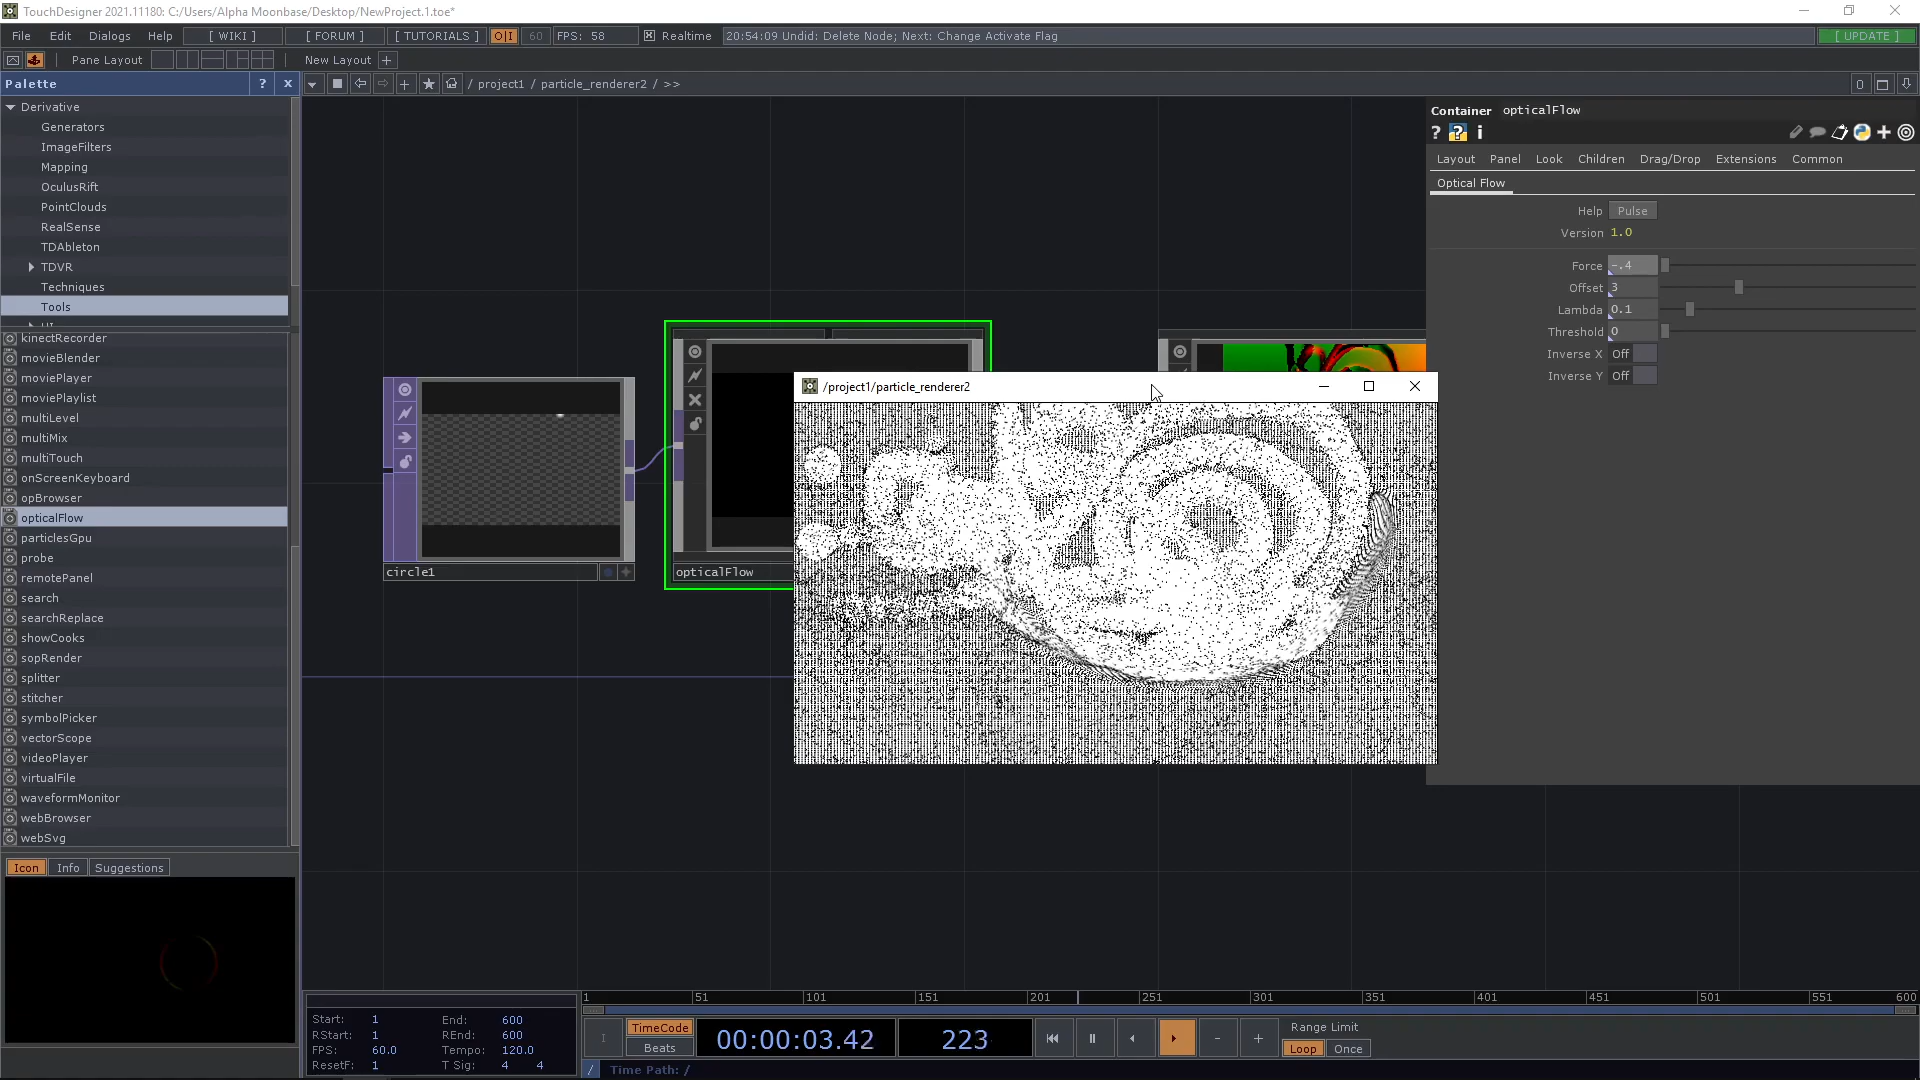 TouchDesigner 2021.11180: C:/Users/Alpha Moonbase/Desktop/NewProject.1.toe*
File Edit Dialogs Help [ WIKI ] [ FORUM ] [ TUTORIALS ] O|I 60 FPS: 58 Realtime 20:54:09 Undid: Delete Node; Next: Change Activate Flag [ UPDATE ]
Pane Layout New Layout +
Palette ? x
/ project1 / particle_renderer2 / >> 0
Derivative
Generators
ImageFilters
Mapping
OculusRift
PointClouds
RealSense
TDAbleton
TDVR
Techniques
Tools
UI
kinectRecorder
movieBlender
moviePlayer
moviePlaylist
multiLevel
multiMix
multiTouch
onScreenKeyboard
opBrowser
opticalFlow
particlesGpu
probe
remotePanel
search
searchReplace
showCooks
sopRender
splitter
stitcher
symbolPicker
vectorScope
videoPlayer
virtualFile
waveformMonitor
webBrowser
webSvg
Icon Info Suggestions
circle1
opticalFlow
/project1/particle_renderer2
Container opticalFlow
? ? i
Layout Panel Look Children Drag/Drop Extensions Common
Optical Flow
Help Pulse
Version 1.0
Force -.4
Offset 3
Lambda 0.1
Threshold 0
Inverse X Off
Inverse Y Off
1 51 101 151 201 251 301 351 401 451 501 551 600
Start: 1 End: 600
RStart: 1 REnd: 600
FPS: 60.0 Tempo: 120.0
ResetF: 1 T Sig: 4 4
TimeCode
Beats
00:00:03.42
223
- +
Range Limit
Loop Once
/ Time Path: /